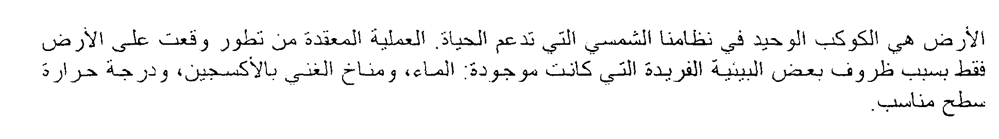 الأرض هي الكوكب الوحيد في نظامنا الشمسي التي تدعم الحياة. العملية المعقدة من تطور وقعت على الأرض
فقط بسبب ظروف بعض البيئية الفريدة التي كانت موجودة: الماء، ومناخ الغني بالأكسجين، ودرجة حرارة
سطح مناسب.